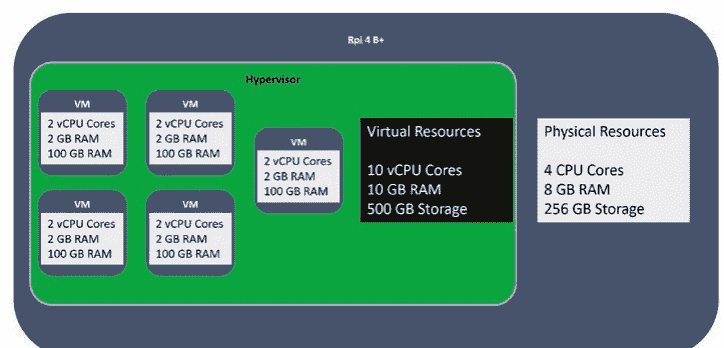 Rpi 4 B+
Hypervisor
VM
2 vCPU Cores
2 GB RAM
100 GB RAM
VM
2 vCPU Cores
2 GB RAM
100 GB RAM
VM
2 vCPU Cores
2 GB RAM
100 GB RAM
VM
2 vCPU Cores
2 GB RAM
100 GB RAM
VM
2 vCPU Cores
2 GB RAM
100 GB RAM
Virtual Resources
10 vCPU Cores
10 GB RAM
500 GB Storage
Physical Resources
4 CPU Cores
8 GB RAM
256 GB Storage